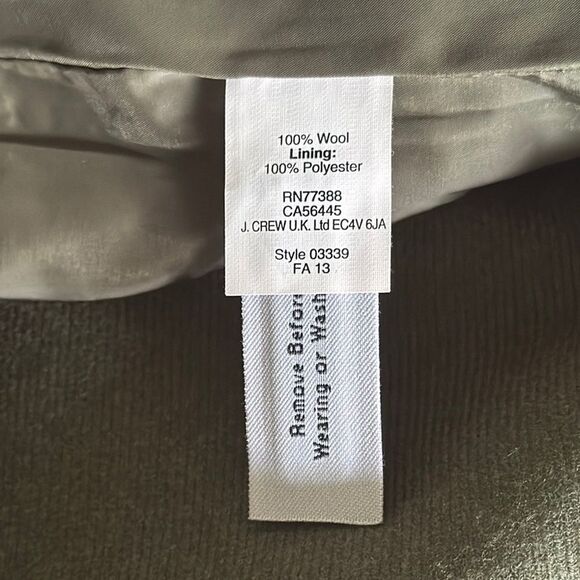 100% Wool
Lining:
100% Polyester
RN77388
CA56445
J. CREW U.K. Ltd EC4V 6JA
Style 03339
FA 13
Remove Before
Wearing or Wash